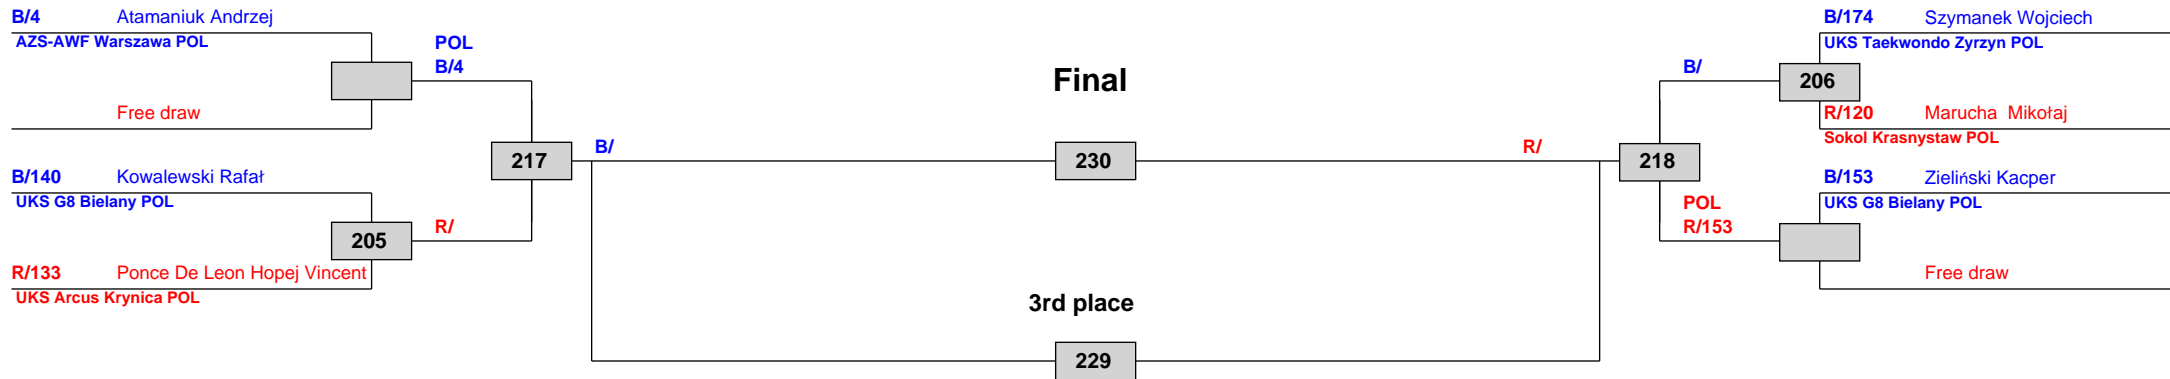 B/4 Atamaniuk Andrzej
AZS-AWF Warszawa POL
POL
B/4
Free draw
217
B/
B/140 Kowalewski Rafał
UKS G8 Bielany POL
205
R/
R/133 Ponce De Leon Hopej Vincent
UKS Arcus Krynica POL
Final
230
R/
3rd place
229
B/174 Szymanek Wojciech
UKS Taekwondo Zyrzyn POL
B/
206
R/120 Marucha Mikołaj
Sokol Krasnystaw POL
218
B/153 Zieliński Kacper
UKS G8 Bielany POL
POL
R/153
Free draw